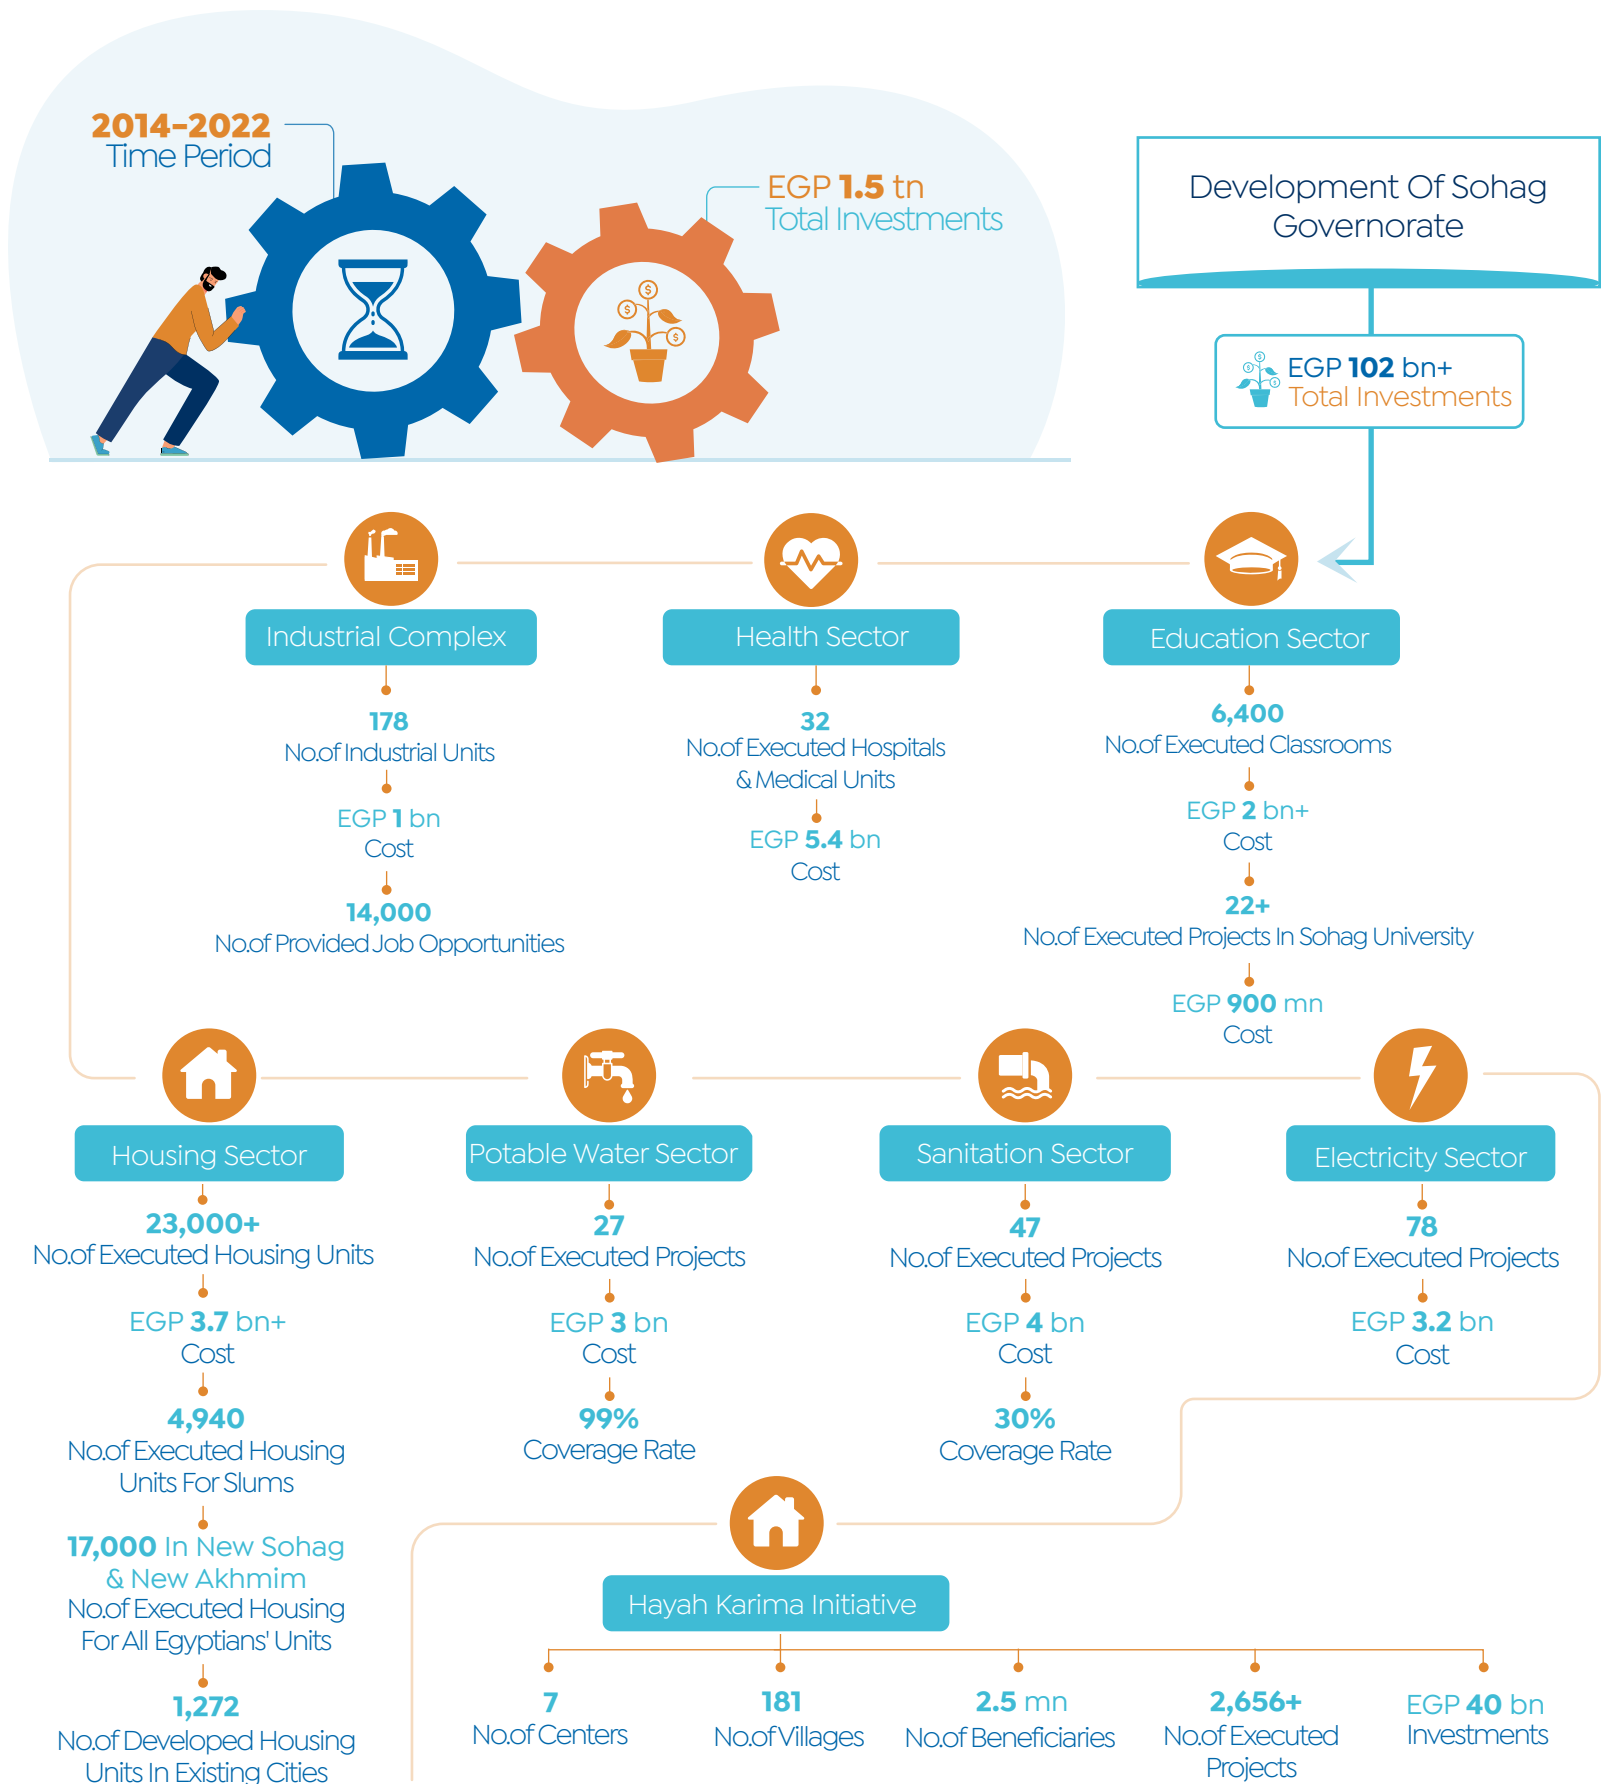 2014-2022
Time Period
EGP 1.5 tn
Total Investments
Development Of Sohag
Governorate
EGP 102 bn+
Total Investments
Industrial Complex
178
No.of Industrial Units
EGP 1 bn
Cost
14,000
No.of Provided Job Opportunities
Health Sector
32
No.of Executed Hospitals
& Medical Units
EGP 5.4 bn
Cost
Education Sector
6,400
No.of Executed Classrooms
EGP 2 bn+
Cost
22+
No.of Executed Projects In Sohag University
EGP 900 mn
Cost
Housing Sector
23,000+
No.of Executed Housing Units
EGP 3.7 bn+
Cost
4,940
No.of Executed Housing
Units For Slums
17,000 In New Sohag
& New Akhmim
No.of Executed Housing
For All Egyptians' Units
1,272
No.of Developed Housing
Units In Existing Cities
Potable Water Sector
27
No.of Executed Projects
EGP 3 bn
Cost
99%
Coverage Rate
Sanitation Sector
47
No.of Executed Projects
EGP 4 bn
Cost
30%
Coverage Rate
Electricity Sector
78
No.of Executed Projects
EGP 3.2 bn
Cost
Hayah Karima Initiative
7
No.of Centers
181
No.of Villages
2.5 mn
No.of Beneficiaries
2,656+
No.of Executed
Projects
EGP 40 bn
Investments